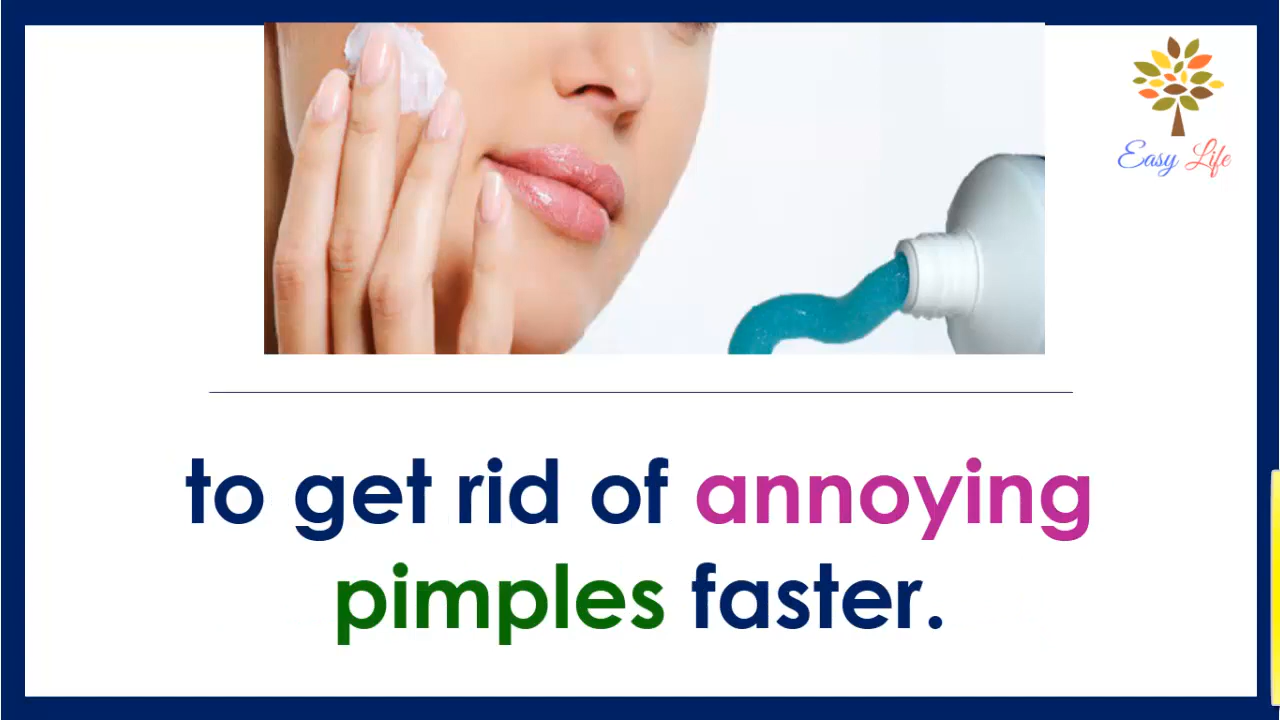 Easy Life
to get rid of annoying
pimples faster.